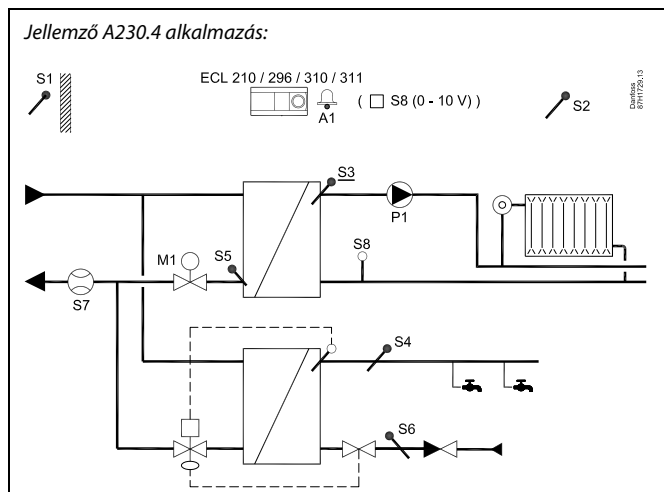 Jellemző A230.4 alkalmazás:
S1
ECL 210 / 296 / 310 / 311
A1
( □ S8 (0 - 10 V) )
S2
Danfoss
87H1729.13
S3
P1
M1
S5
S8
S7
S4
S6